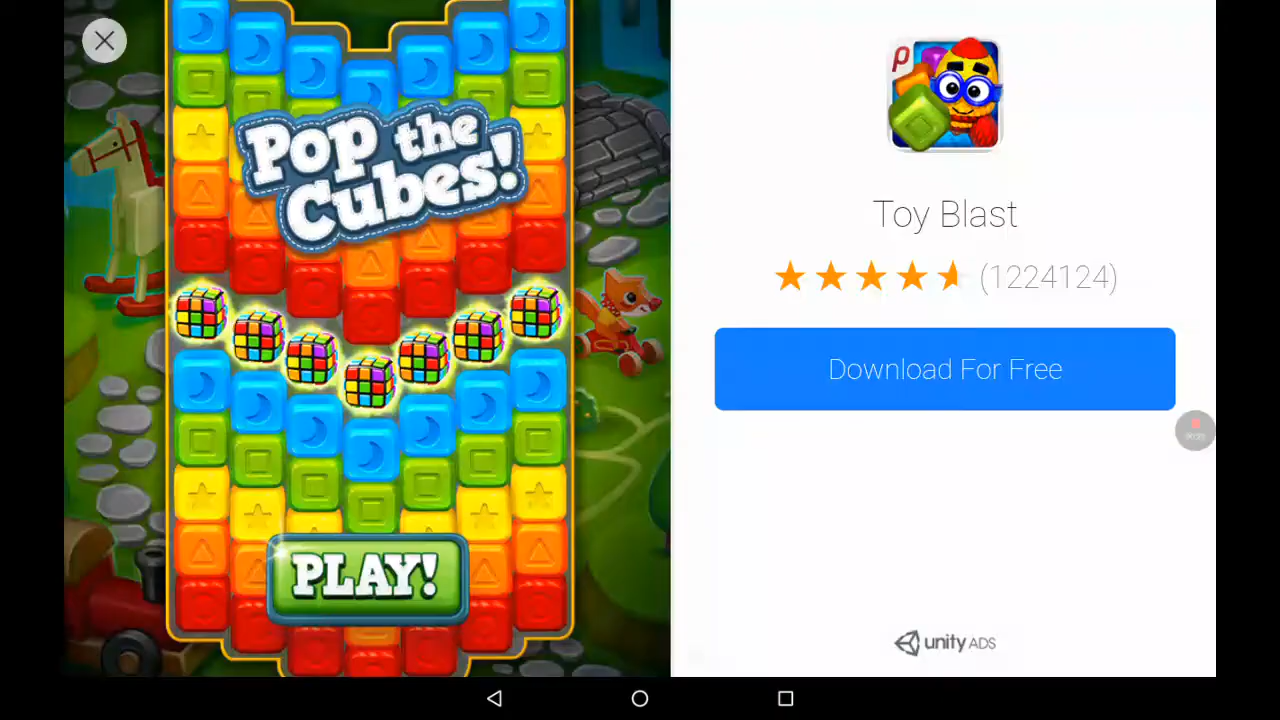 Pop the
Cubes!
PLAY!
Toy Blast
(1224124)
Download For Free
unity ADS